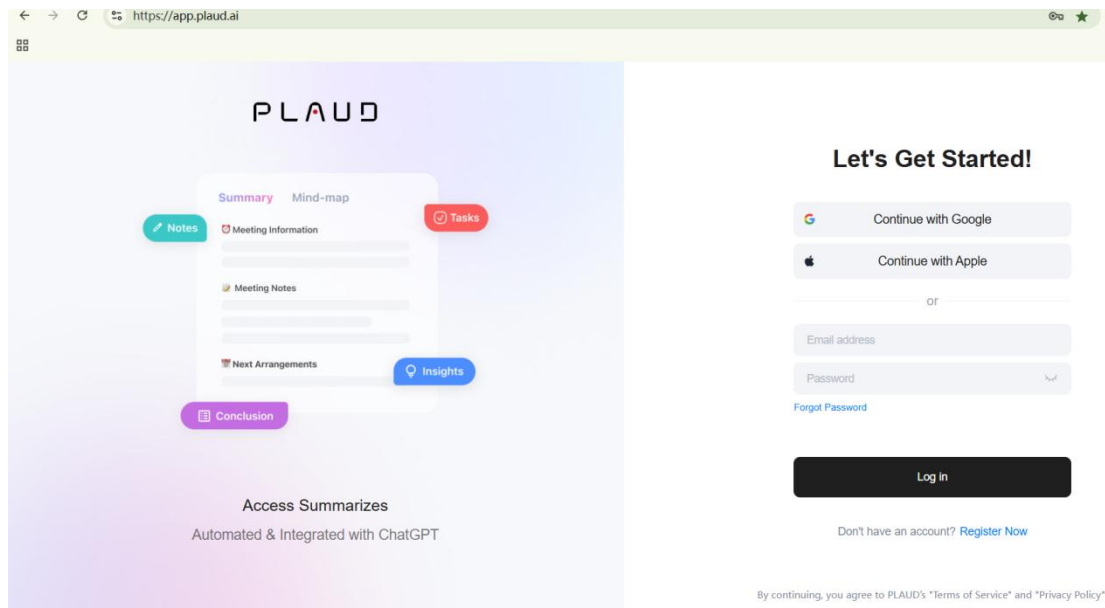 https://app.plaud.ai
PLAUD
Summary Mind-map
Tasks
Notes
Meeting Information
Meeting Notes
Next Arrangements
Insights
Conclusion
Access Summarizes
Automated & Integrated with ChatGPT
Let's Get Started!
Continue with Google
Continue with Apple
or
Email address
Password
Forgot Password
Log in
Don't have an account? Register Now
By continuing, you agree to PLAUD's "Terms of Service" and "Privacy Policy"